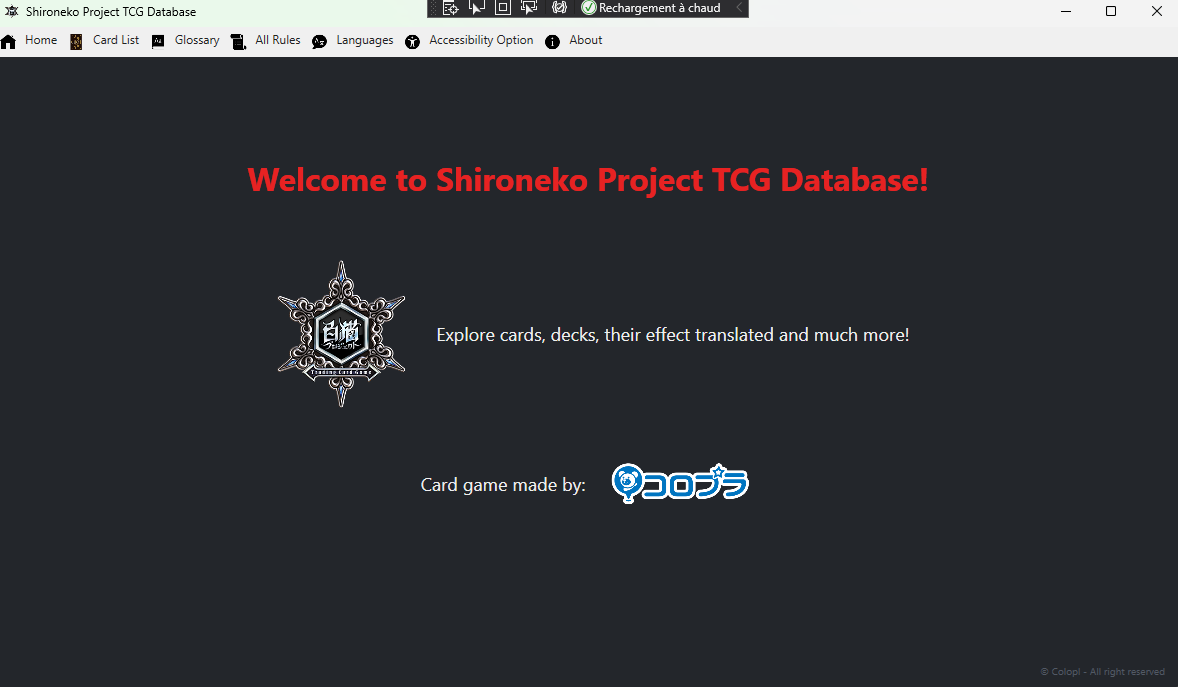 Shironeko Project TCG Database
Rechargement à chaud
Home Card List Glossary All Rules Languages Accessibility Option About
Welcome to Shironeko Project TCG Database!
白猫
プロジェクト
Trading Card Game
Explore cards, decks, their effect translated and much more!
Card game made by: コロプラ
© Colopl - All right reserved